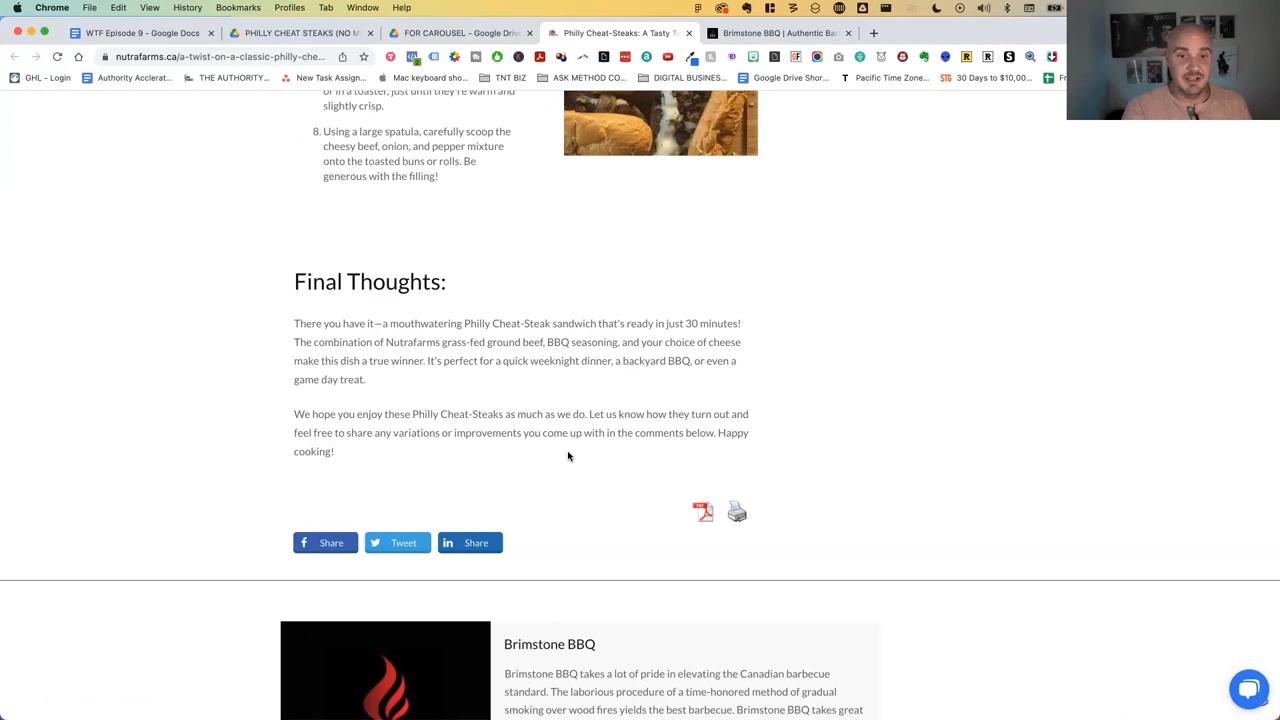 Chrome File Edit View History Bookmarks Profiles Tab Window Help
WTF Episode 9 - Google Docs
PHILLY CHEAT STEAKS (NO M
FOR CAROUSEL - Google Drive
Philly Cheat-Steaks: A Tasty T
Brimstone BBQ | Authentic Bar
nutrafarms.ca/a-twist-on-a-classic-philly-che...
GHL - Login
Authority Acclerat...
THE AUTHORITY...
New Task Assign...
Mac keyboard sho...
TNT BIZ
ASK METHOD CO...
DIGITAL BUSINES...
Google Drive Shor...
Pacific Time Zone...
30 Days to $10,00...
or in a toaster, just until they're warm and
slightly crisp.
8. Using a large spatula, carefully scoop the
cheesy beef, onion, and pepper mixture
onto the toasted buns or rolls. Be
generous with the filling!
Final Thoughts:
There you have it—a mouthwatering Philly Cheat-Steak sandwich that's ready in just 30 minutes!
The combination of Nutrafarms grass-fed ground beef, BBQ seasoning, and your choice of cheese
make this dish a true winner. It's perfect for a quick weeknight dinner, a backyard BBQ, or even a
game day treat.
We hope you enjoy these Philly Cheat-Steaks as much as we do. Let us know how they turn out and
feel free to share any variations or improvements you come up with in the comments below. Happy
cooking!
Share Tweet Share
Brimstone BBQ
Brimstone BBQ takes a lot of pride in elevating the Canadian barbecue
standard. The laborious procedure of a time-honored method of gradual
smoking over wood fires yields the best barbecue. Brimstone BBQ takes great